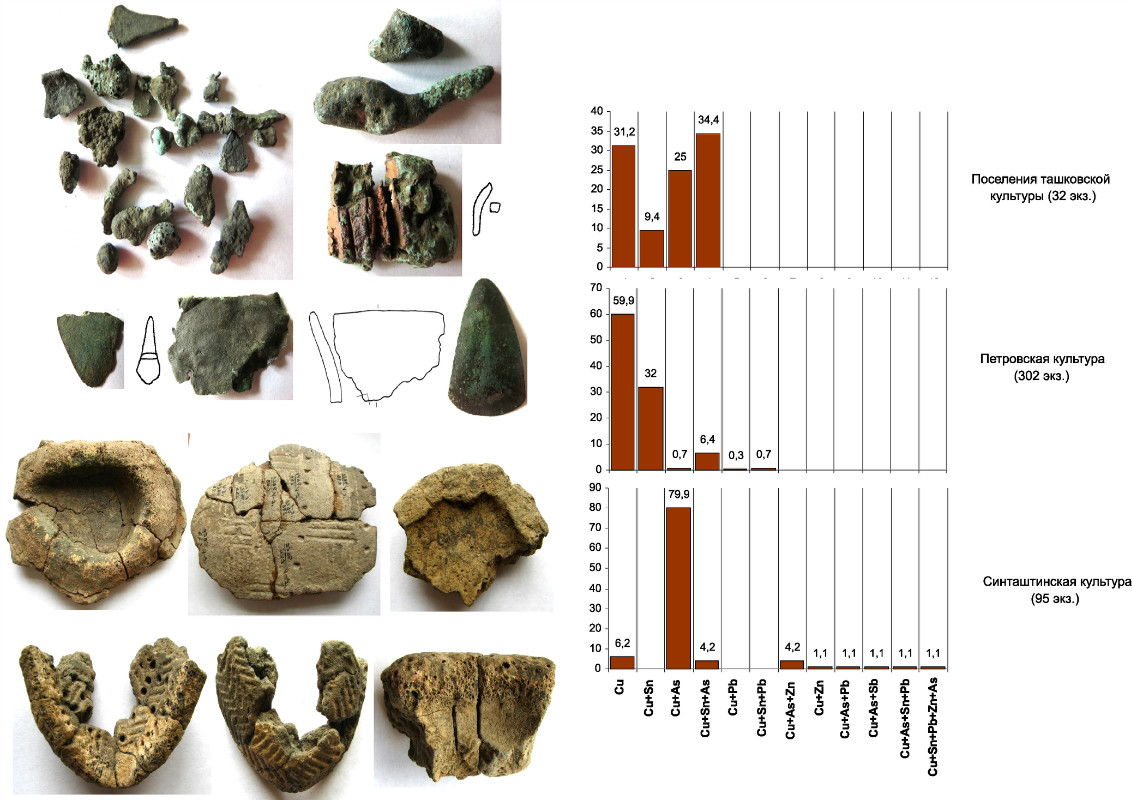 40
35
30
25
20
15
10
5
0
31,2
9,4
25
34,4
Поселения ташковской
культуры (32 экз.)
70
60
50
40
30
20
10
0
59,9
32
0,7
6,4
0,3
0,7
Петровская культура
(302 экз.)
90
80
70
60
50
40
30
20
10
0
6,2
79,9
4,2
4,2
1,1
1,1
1,1
1,1
1,1
Синташтинская культура
(95 экз.)
Cu
Cu+Sn
Cu+As
Cu+Sn+As
Cu+Pb
Cu+Sn+Pb
Cu+As+Zn
Cu+Zn
Cu+As+Pb
Cu+As+Sb
Cu+As+Sn+Pb
Cu+Sn+Pb+Zn+As